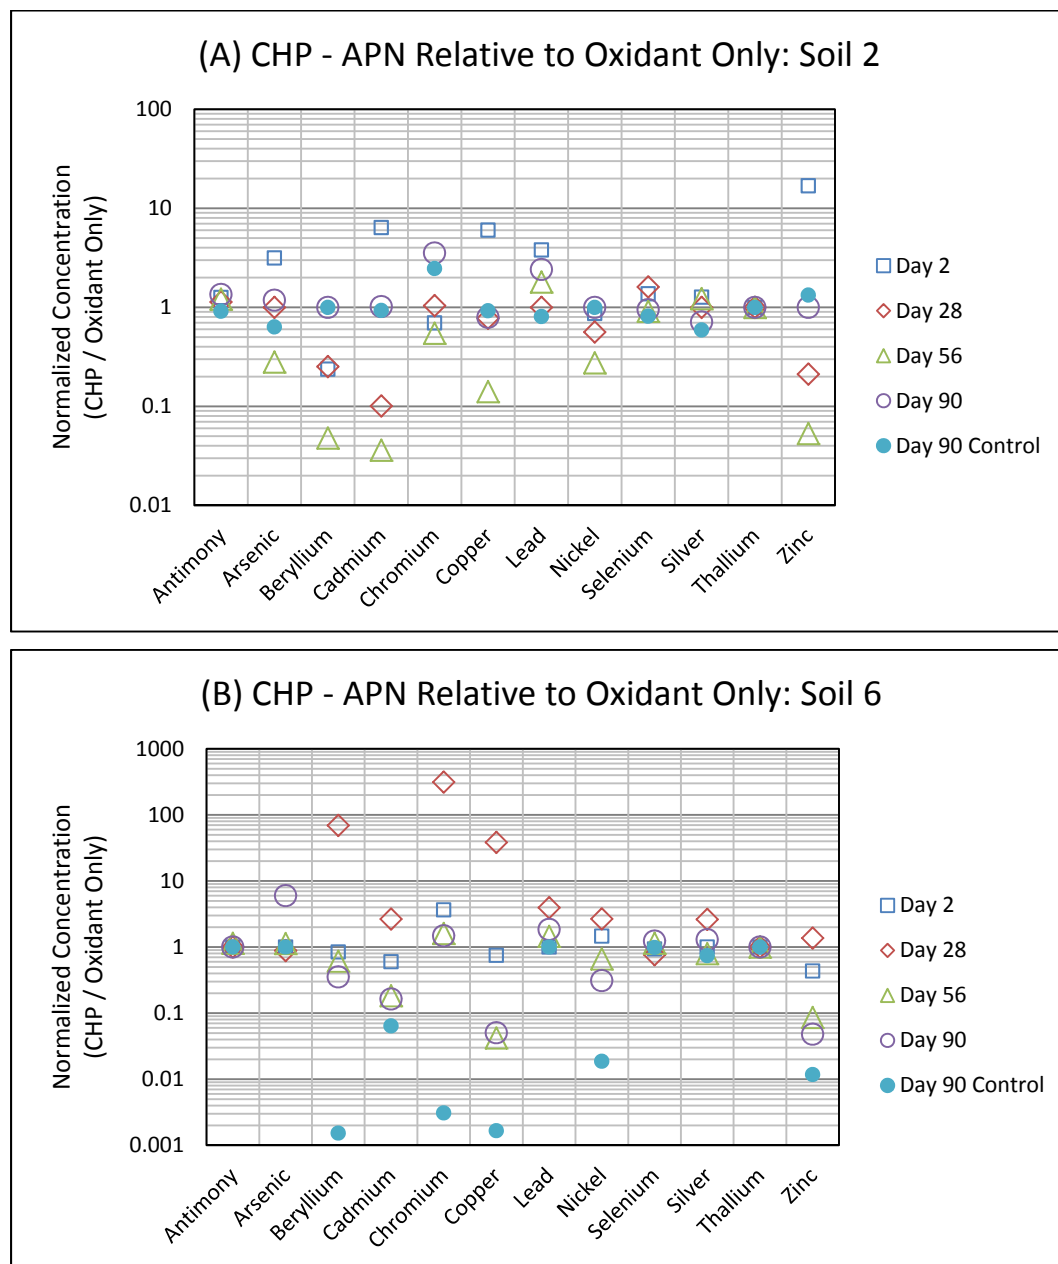 (A) CHP - APN Relative to Oxidant Only: Soil 2
Normalized Concentration
(CHP / Oxidant Only)
100
10
1
0.1
0.01
Antimony
Arsenic
Beryllium
Cadmium
Chromium
Copper
Lead
Nickel
Selenium
Silver
Thallium
Zinc
Day 2
Day 28
Day 56
Day 90
Day 90 Control
(B) CHP - APN Relative to Oxidant Only: Soil 6
Normalized Concentration
(CHP / Oxidant Only)
1000
100
10
1
0.1
0.01
0.001
Antimony
Arsenic
Beryllium
Cadmium
Chromium
Copper
Lead
Nickel
Selenium
Silver
Thallium
Zinc
Day 2
Day 28
Day 56
Day 90
Day 90 Control